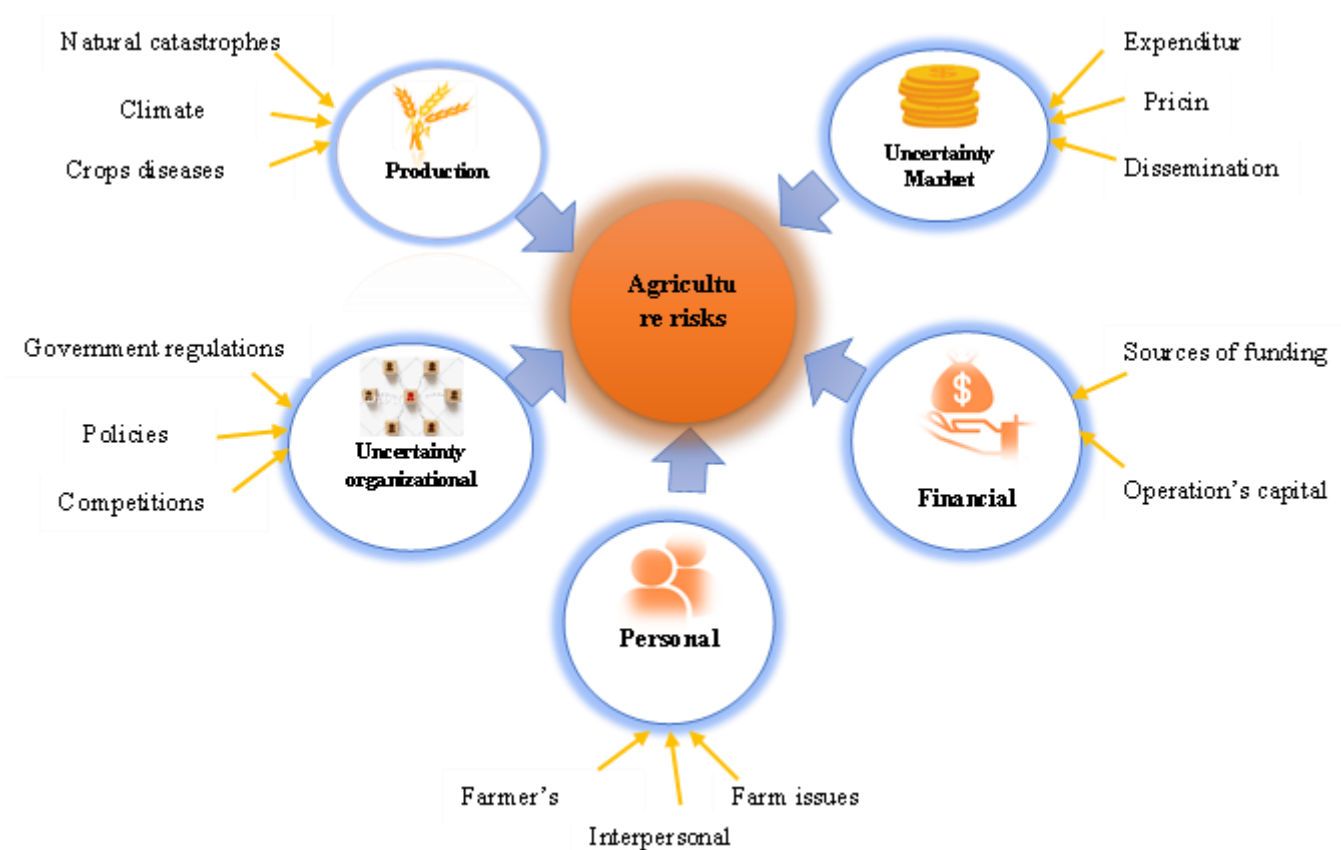 Natural catastrophes
Climate
Crops diseases
Production
Expenditur
Pricin
Dissemination
Uncertainty
Market
Agricultu
re risks
Government regulations
Policies
Competitions
Uncertainty
organizational
Sources of funding
Operation’s capital
Financial
Personal
Farmer’s
Interpersonal
Farm issues